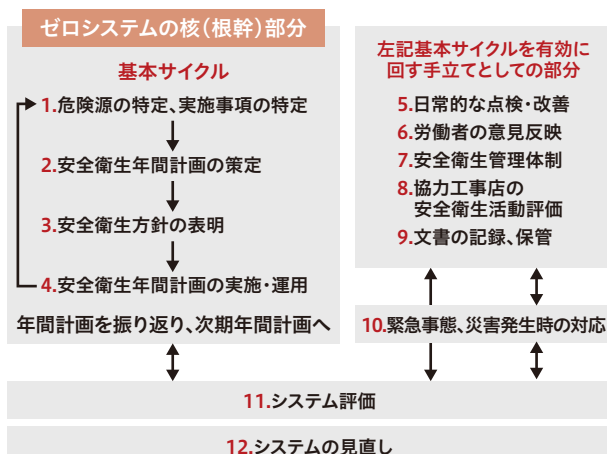 ゼロシステムの核(根幹)部分
基本サイクル
1.危険源の特定、実施事項の特定
2.安全衛生年間計画の策定
3.安全衛生方針の表明
4.安全衛生年間計画の実施・運用
年間計画を振り返り、次期年間計画へ
左記基本サイクルを有効に
回す手立てとしての部分
5.日常的な点検・改善
6.労働者の意見反映
7.安全衛生管理体制
8.協力工事店の
安全衛生活動評価
9.文書の記録、保管
10.緊急事態、災害発生時の対応
11.システム評価
12.システムの見直し